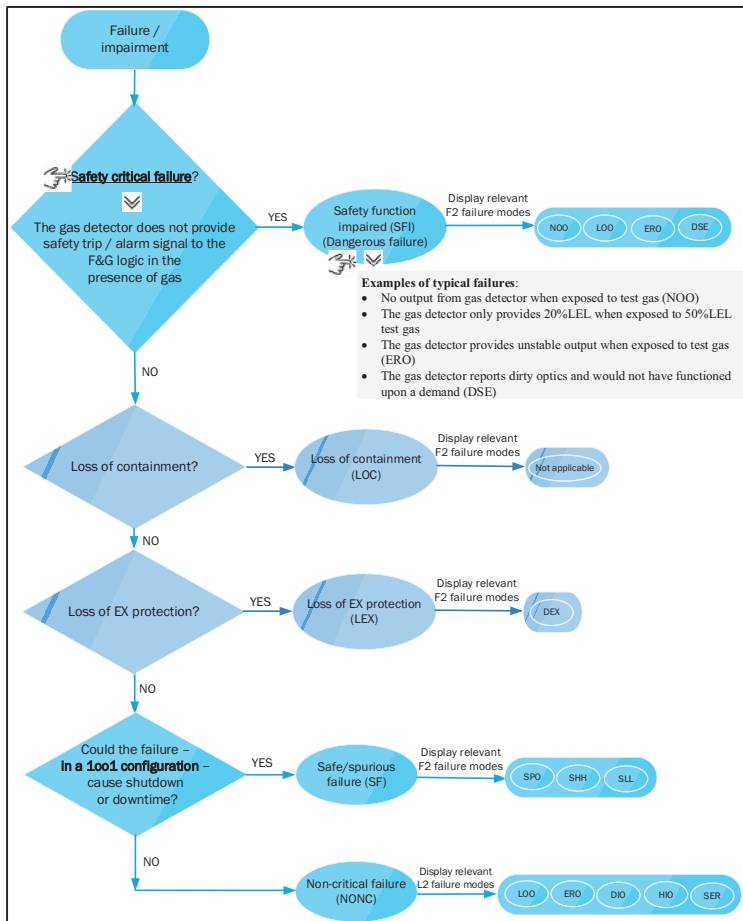 Failure /
impairment
Safety critical failure?
The gas detector does not provide
safety trip / alarm signal to the
F&G logic in the
presence of gas
YES
Safety function
impaired (SFI)
(Dangerous failure)
Display relevant
F2 failure modes
NOO
LOO
ERO
DSE
Examples of typical failures:
• No output from gas detector when exposed to test gas (NOO)
• The gas detector only provides 20%LEL when exposed to 50%LEL
test gas
• The gas detector provides unstable output when exposed to test gas
(ERO)
• The gas detector reports dirty optics and would not have functioned
upon a demand (DSE)
NO
Loss of containment?
YES
Loss of containment
(LOC)
Display relevant
F2 failure modes
Not applicable
NO
Loss of EX protection?
YES
Loss of EX protection
(LEX)
Display relevant
F2 failure modes
DEX
NO
Could the failure –
in a 1oo1 configuration –
cause shutdown
or downtime?
YES
Safe/spurious
failure (SF)
Display relevant
F2 failure modes
SPO
SHH
SLL
NO
Non-critical failure
(NONC)
Display relevant
L2 failure modes
LOO
ERO
DIO
HIO
SER